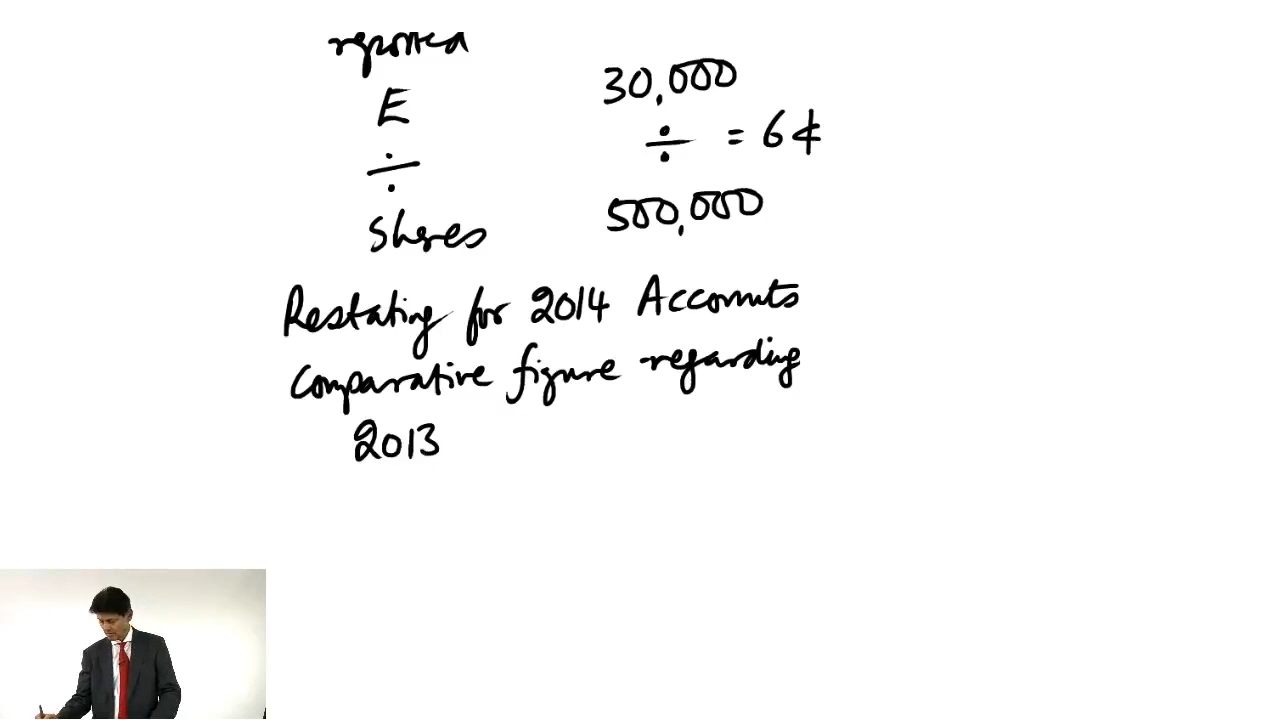 reported
E 30,000
÷ ÷ = 6¢
Shares 500,000
Restating for 2014 Accounts
Comparative figure regarding
2013